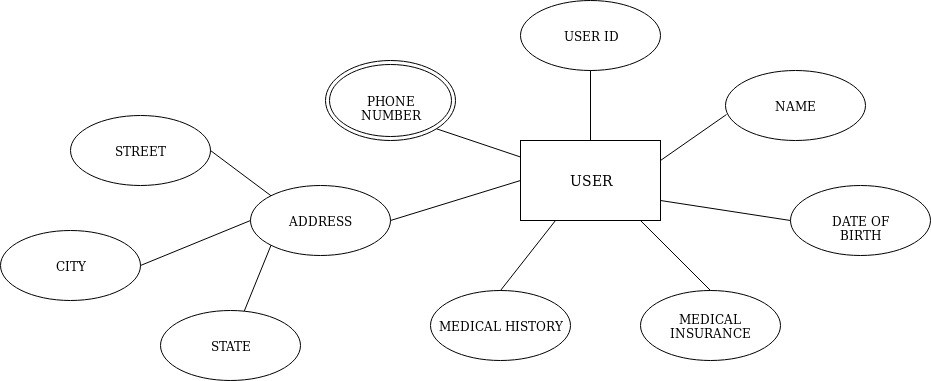 USER ID
PHONE
NUMBER
NAME
STREET
USER
ADDRESS
DATE OF
BIRTH
CITY
MEDICAL HISTORY
MEDICAL
INSURANCE
STATE